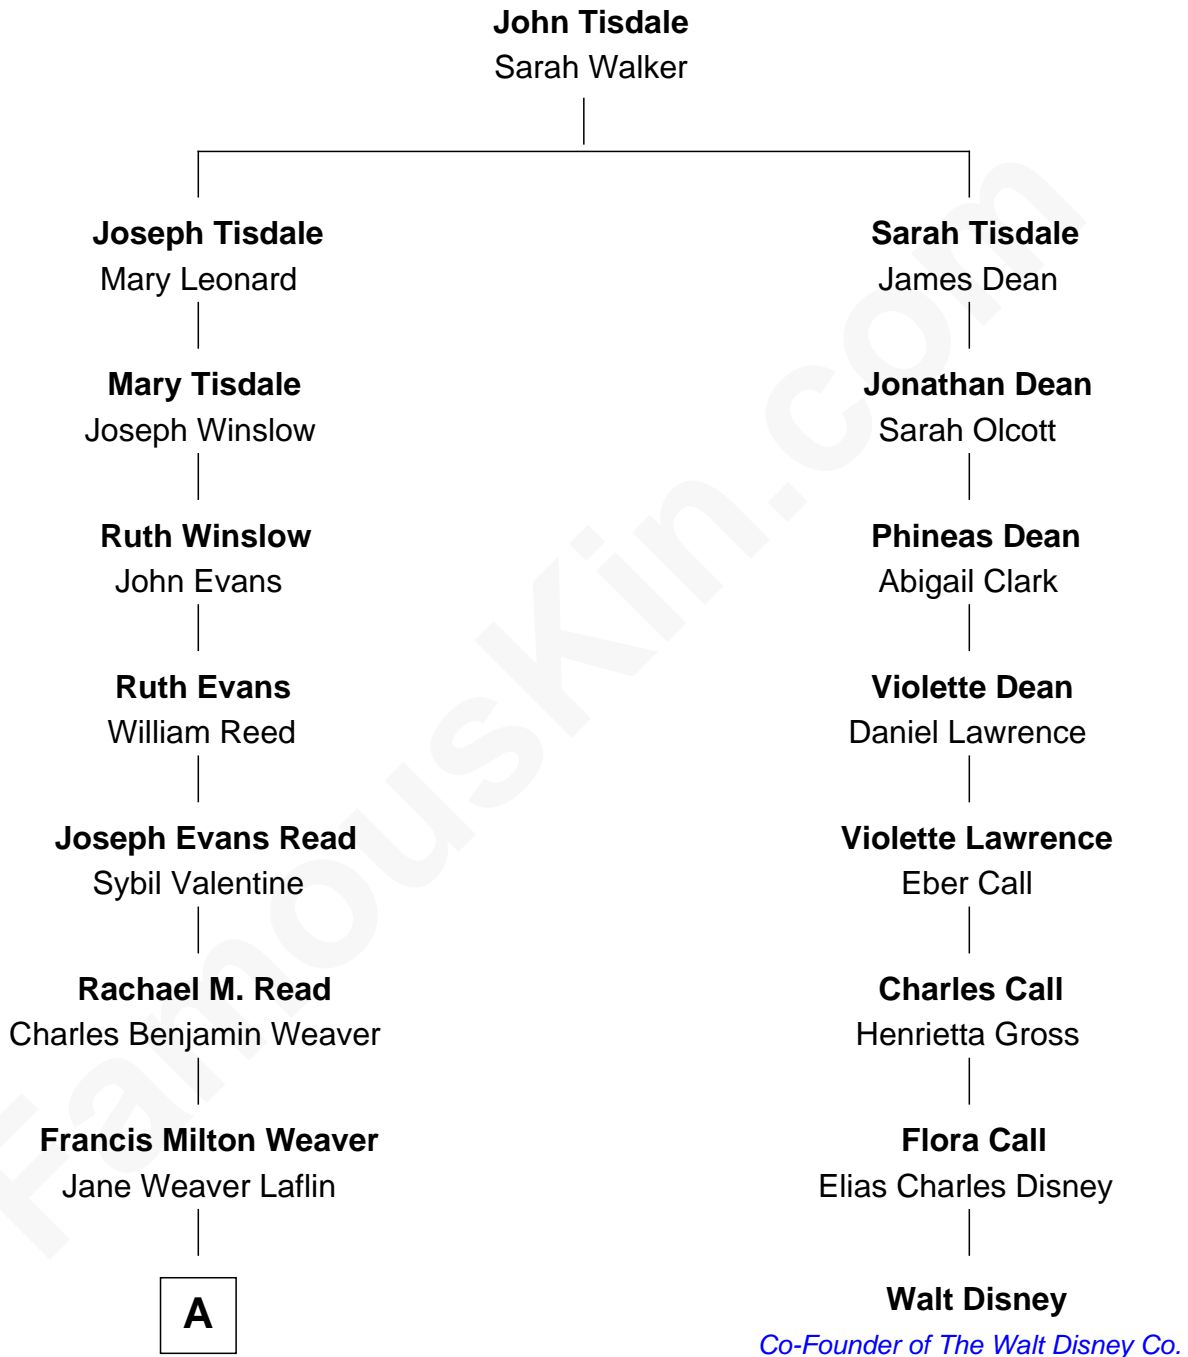 John Tisdale
Sarah Walker
Joseph Tisdale
Mary Leonard
Mary Tisdale
Joseph Winslow
Ruth Winslow
John Evans
Ruth Evans
William Reed
Joseph Evans Read
Sybil Valentine
Rachael M. Read
Charles Benjamin Weaver
Francis Milton Weaver
Jane Weaver Laflin
A
Sarah Tisdale
James Dean
Jonathan Dean
Sarah Olcott
Phineas Dean
Abigail Clark
Violette Dean
Daniel Lawrence
Violette Lawrence
Eber Call
Charles Call
Henrietta Gross
Flora Call
Elias Charles Disney
Walt Disney
Co-Founder of The Walt Disney Co.
FamousKin.com